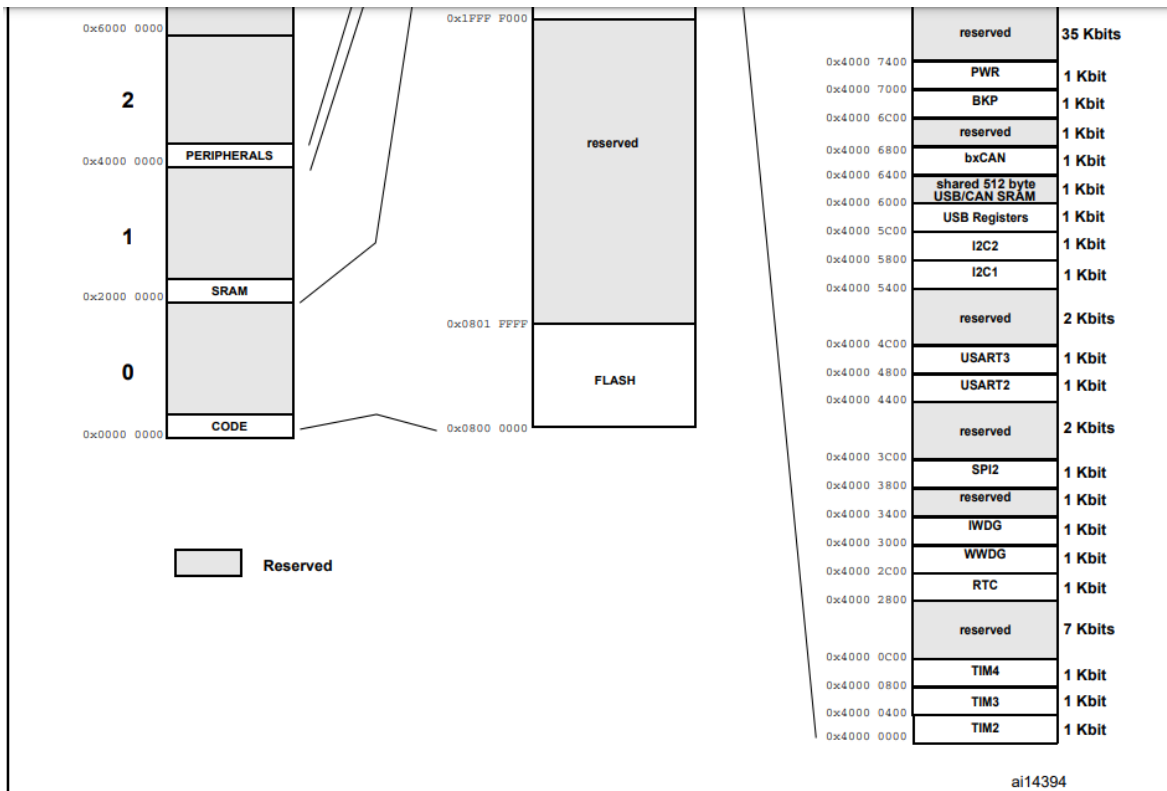 0x6000 0000
2
PERIPHERALS
0x4000 0000
1
SRAM
0x2000 0000
0
CODE
0x0000 0000
Reserved
0x1FFF F000
reserved
0x0801 FFFF
FLASH
0x0800 0000
reserved 35 Kbits
0x4000 7400
PWR 1 Kbit
0x4000 7000
BKP 1 Kbit
0x4000 6C00
reserved 1 Kbit
0x4000 6800
bxCAN 1 Kbit
0x4000 6400
shared 512 byte
USB/CAN SRAM 1 Kbit
0x4000 6000
USB Registers 1 Kbit
0x4000 5C00
I2C2 1 Kbit
0x4000 5800
I2C1 1 Kbit
0x4000 5400
reserved 2 Kbits
0x4000 4C00
USART3 1 Kbit
0x4000 4800
USART2 1 Kbit
0x4000 4400
reserved 2 Kbits
0x4000 3C00
SPI2 1 Kbit
0x4000 3800
reserved 1 Kbit
0x4000 3400
IWDG 1 Kbit
0x4000 3000
WWDG 1 Kbit
0x4000 2C00
RTC 1 Kbit
0x4000 2800
reserved 7 Kbits
0x4000 0C00
TIM4 1 Kbit
0x4000 0800
TIM3 1 Kbit
0x4000 0400
TIM2 1 Kbit
0x4000 0000
ai14394